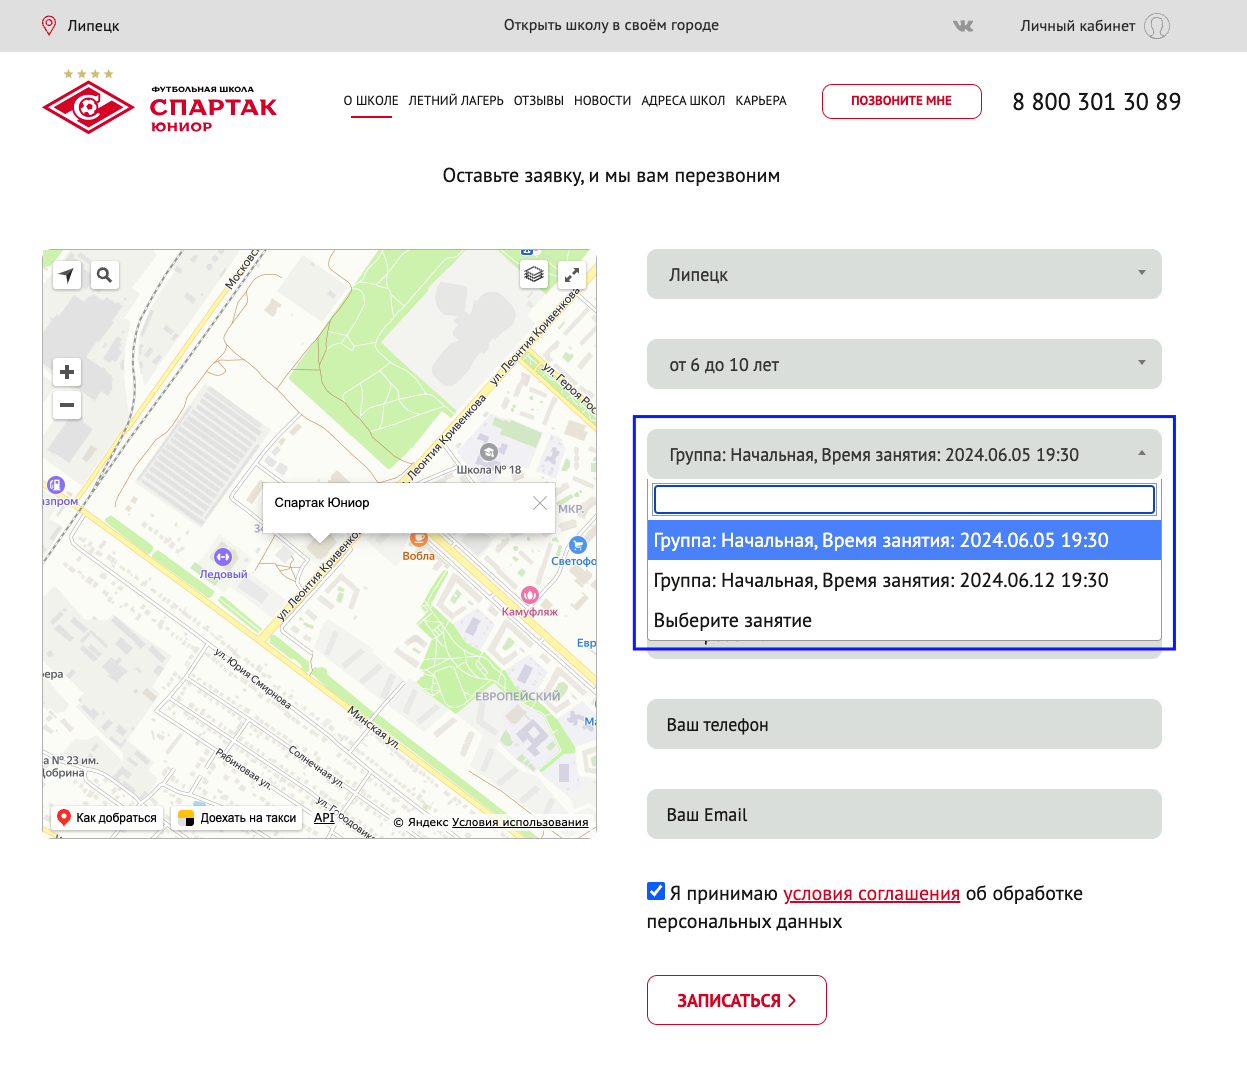 Липецк
Открыть школу в своём городе
Личный кабинет
ФУТБОЛЬНАЯ ШКОЛА
СПАРТАК
ЮНИОР
О ШКОЛЕ ЛЕТНИЙ ЛАГЕРЬ ОТЗЫВЫ НОВОСТИ АДРЕСА ШКОЛ КАРЬЕРА
ПОЗВОНИТЕ МНЕ
8 800 301 30 89
Оставьте заявку, и мы вам перезвоним
Московс
ул. Леонтия Кривенкова
ул. Героя Рос
ул. Леонтия Кривенкова
Школа № 18
азпром
Спартак Юниор
МКР.
Вобла
Светофо
Ледовый
Камуфляж
ул. Леонтия Кривенко
Евр
ул. Юрия Смирнова
ера
ЕВРОПЕЙСКИЙ
Минская ул.
Ма
а № 23 им.
Добрина
Рябиновая ул.
Солнечная ул.
ул. Городовико
Как добраться
Доехать на такси
API
© Яндекс Условия использования
Липецк
от 6 до 10 лет
Группа: Начальная, Время занятия: 2024.06.05 19:30
Группа: Начальная, Время занятия: 2024.06.05 19:30
Группа: Начальная, Время занятия: 2024.06.12 19:30
Выберите занятие
Ваш телефон
Ваш Email
Я принимаю условия соглашения об обработке
персональных данных
ЗАПИСАТЬСЯ